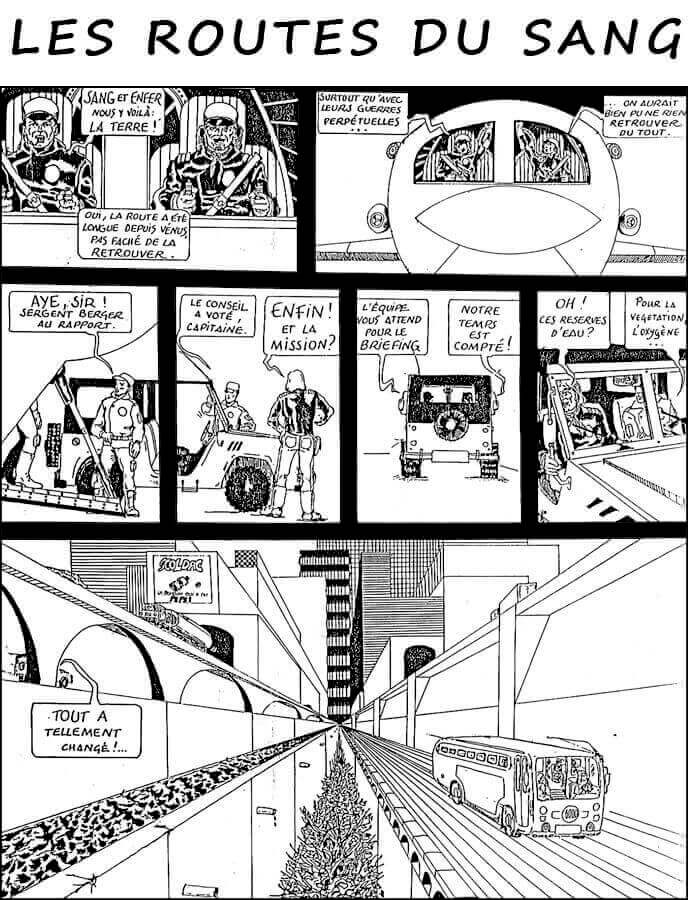 LES ROUTES DU SANG
SANG ET ENFER
NOUS Y VOILÀ:
LA TERRE!
OUI, LA ROUTE A ÉTÉ
LONGUE DEPUIS VENUS,
PAS FACHÉ DE LA
RETROUVER.
SURTOUT QU'AVEC
LEURS GUERRES
PERPÉTUELLES
...
... ON AURAIT
BIEN PU NE RIEN
RETROUVER
DU TOUT.
AYE, SIR!
SERGENT BERGER
AU RAPPORT.
LE CONSEIL
A VOTÉ,
CAPITAINE.
ENFIN!
ET LA
MISSION?
L'ÉQUIPE
VOUS ATTEND
POUR LE
BRIEFING
NOTRE
TEMPS
EST
COMPTÉ!
OH!
CES RESERVES
D'EAU?
POUR LA
VEGETATION,
L'OXYGÈNE
...
SCOLDAC
TOUT A
TELLEMENT
CHANGÉ!...